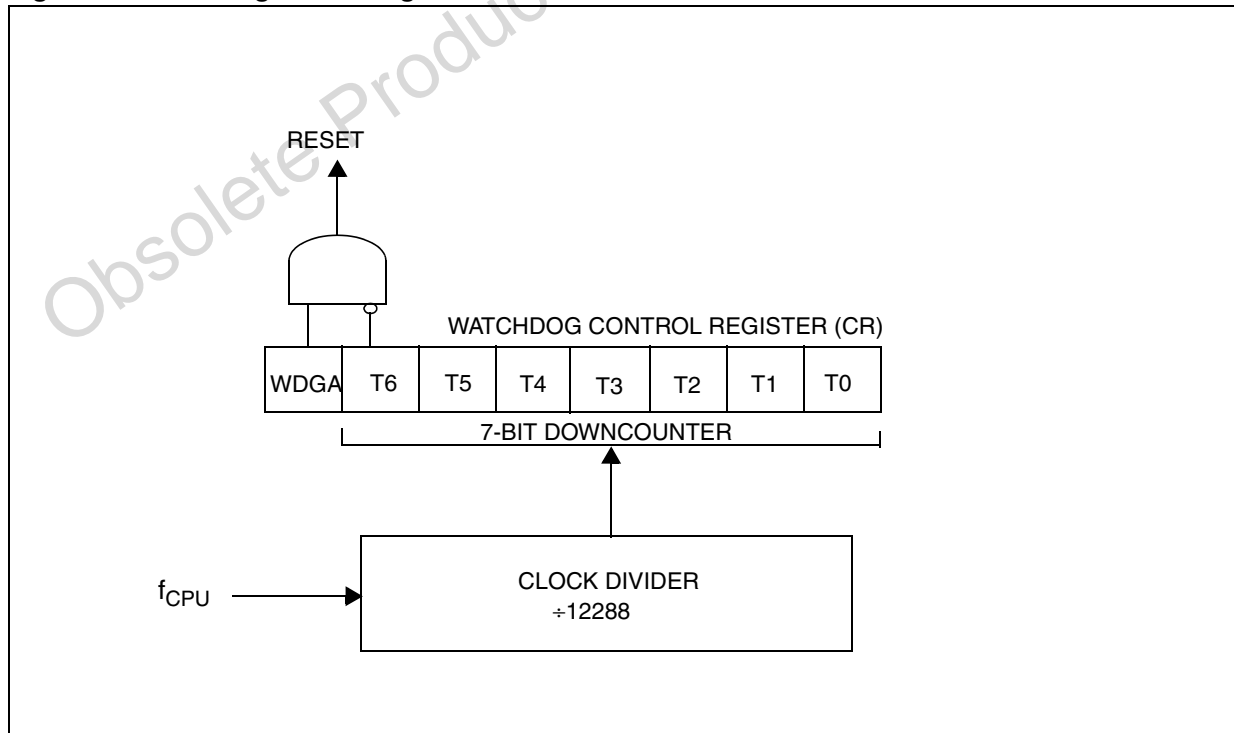 Obsolete Produc
RESET
WATCHDOG CONTROL REGISTER (CR)
WDGA T6 T5 T4 T3 T2 T1 T0
7-BIT DOWNCOUNTER
fCPU
CLOCK DIVIDER
÷12288